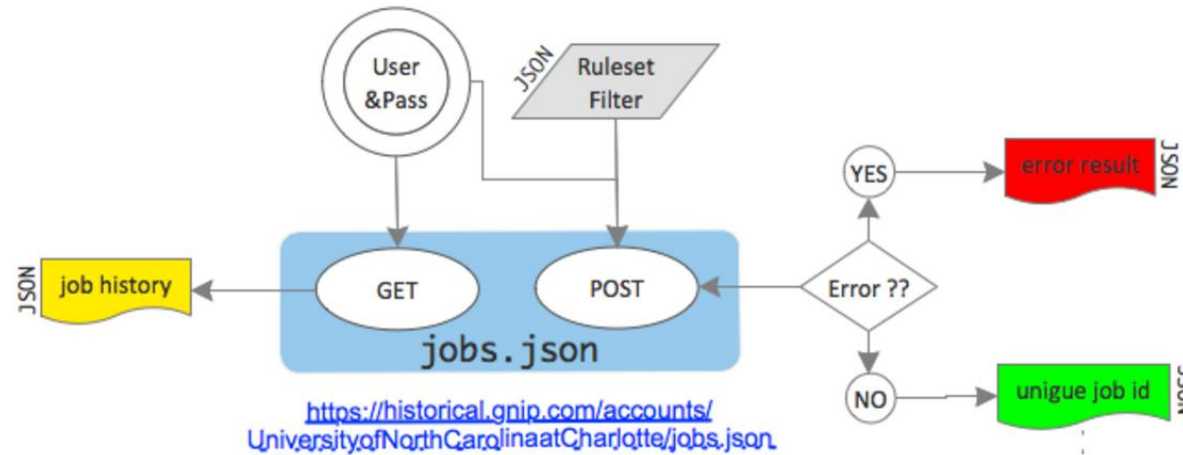 User
&Pass
JSON
Ruleset
Filter
YES
error result
JSON
JSON
job history
GET
POST
Error ??
jobs.json
NO
unigue job id
JSON
https://historical.gnip.com/accounts/
UniversityofNorthCarolinaatCharlotte/jobs.json